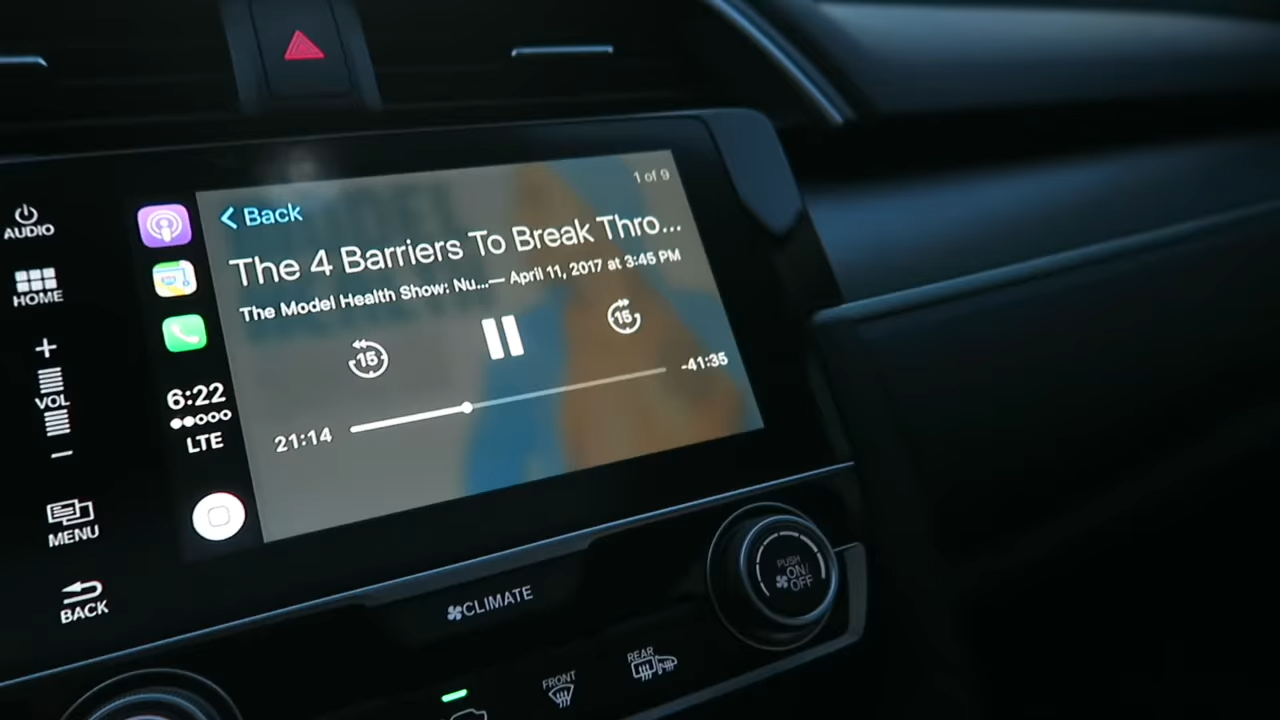 AUDIO
HOME
+
VOL
−
MENU
BACK
6:22
LTE
1 of 9
Back
The 4 Barriers To Break Thro...
The Model Health Show: Nu...— April 11, 2017 at 3:45 PM
15
15
21:14
-41:35
CLIMATE
PUSH
ON/
OFF
FRONT
REAR